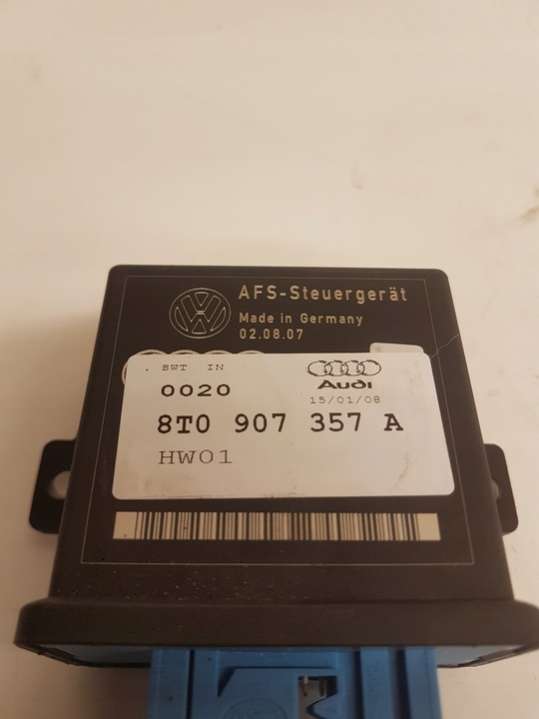 AFS-Steuergerät
Made in Germany
02.08.07
. BWT IN
0020
Audi
15/01/08
8T0 907 357 A
HW01